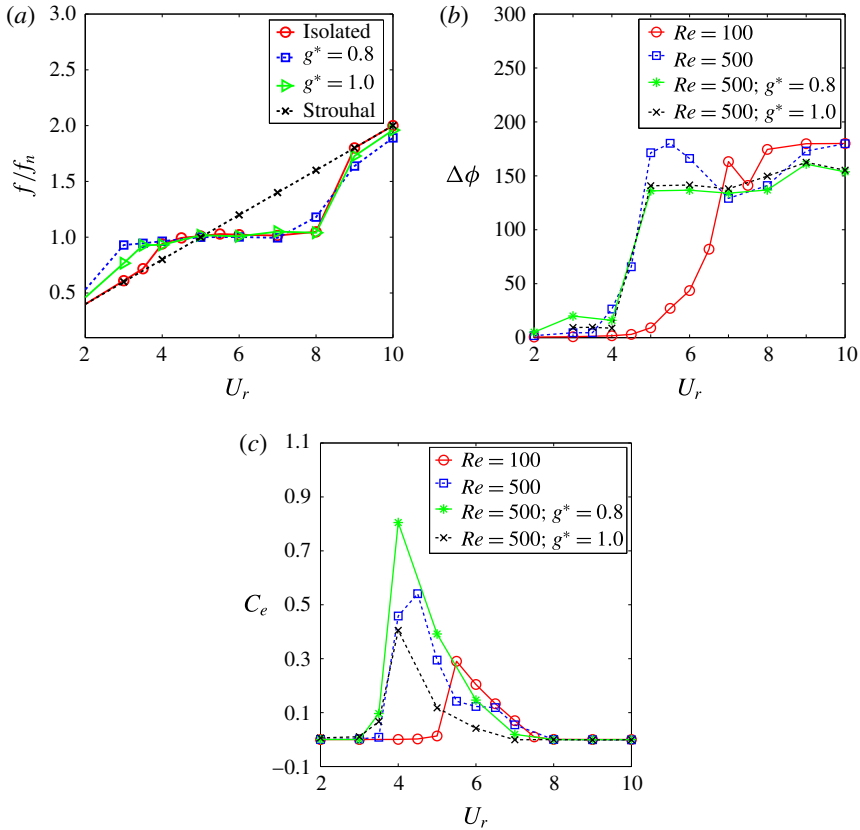 (a)
3.0
2.5
2.0
1.5
1.0
0.5
f/fn
Isolated
g* = 0.8
g* = 1.0
Strouhal
2 4 6 8 10
Ur
(b)
300
250
200
150
100
50
0
Δϕ
Re = 100
Re = 500
Re = 500; g* = 0.8
Re = 500; g* = 1.0
2 4 6 8 10
Ur
(c)
1.1
0.9
0.7
0.5
0.3
0.1
−0.1
Ce
Re = 100
Re = 500
Re = 500; g* = 0.8
Re = 500; g* = 1.0
2 4 6 8 10
Ur